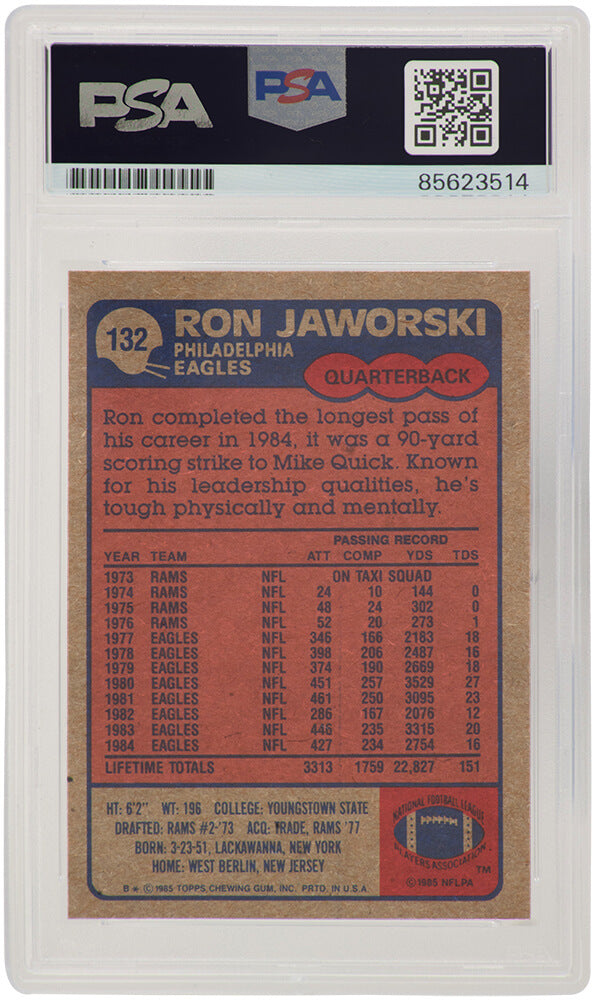 PSA PSA
85623514
132 RON JAWORSKI
PHILADELPHIA
EAGLES
QUARTERBACK
Ron completed the longest pass of
his career in 1984, it was a 90-yard
scoring strike to Mike Quick. Known
for his leadership qualities, he's
tough physically and mentally.
PASSING RECORD
YEAR TEAM ATT COMP YDS TDS
1973 RAMS NFL ON TAXI SQUAD
1974 RAMS NFL 24 10 144 0
1975 RAMS NFL 48 24 302 0
1976 RAMS NFL 52 20 273 1
1977 EAGLES NFL 346 166 2183 18
1978 EAGLES NFL 398 206 2487 16
1979 EAGLES NFL 374 190 2669 18
1980 EAGLES NFL 451 257 3529 27
1981 EAGLES NFL 461 250 3095 23
1982 EAGLES NFL 286 167 2076 12
1983 EAGLES NFL 446 235 3315 20
1984 EAGLES NFL 427 234 2754 16
LIFETIME TOTALS 3313 1759 22,827 151
HT: 6'2" WT: 196 COLLEGE: YOUNGSTOWN STATE
DRAFTED: RAMS #2-'73 ACQ: TRADE, RAMS '77
BORN: 3-23-51, LACKAWANNA, NEW YORK
HOME: WEST BERLIN, NEW JERSEY
B* © 1985 TOPPS CHEWING GUM, INC. PRTD. IN U.S.A.
NATIONAL FOOTBALL LEAGUE
PLAYERS ASSOCIATION
TM
© 1985 NFLPA